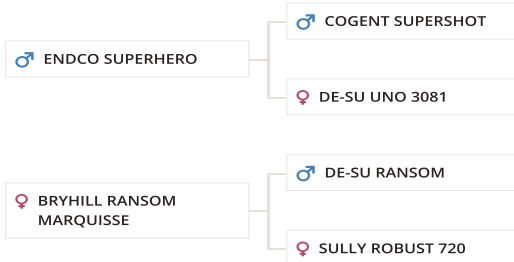 COGENT SUPERSHOT
ENDCO SUPERHERO
DE-SU UNO 3081
DE-SU RANSOM
BRYHILL RANSOM
MARQUISSE
SULLY ROBUST 720